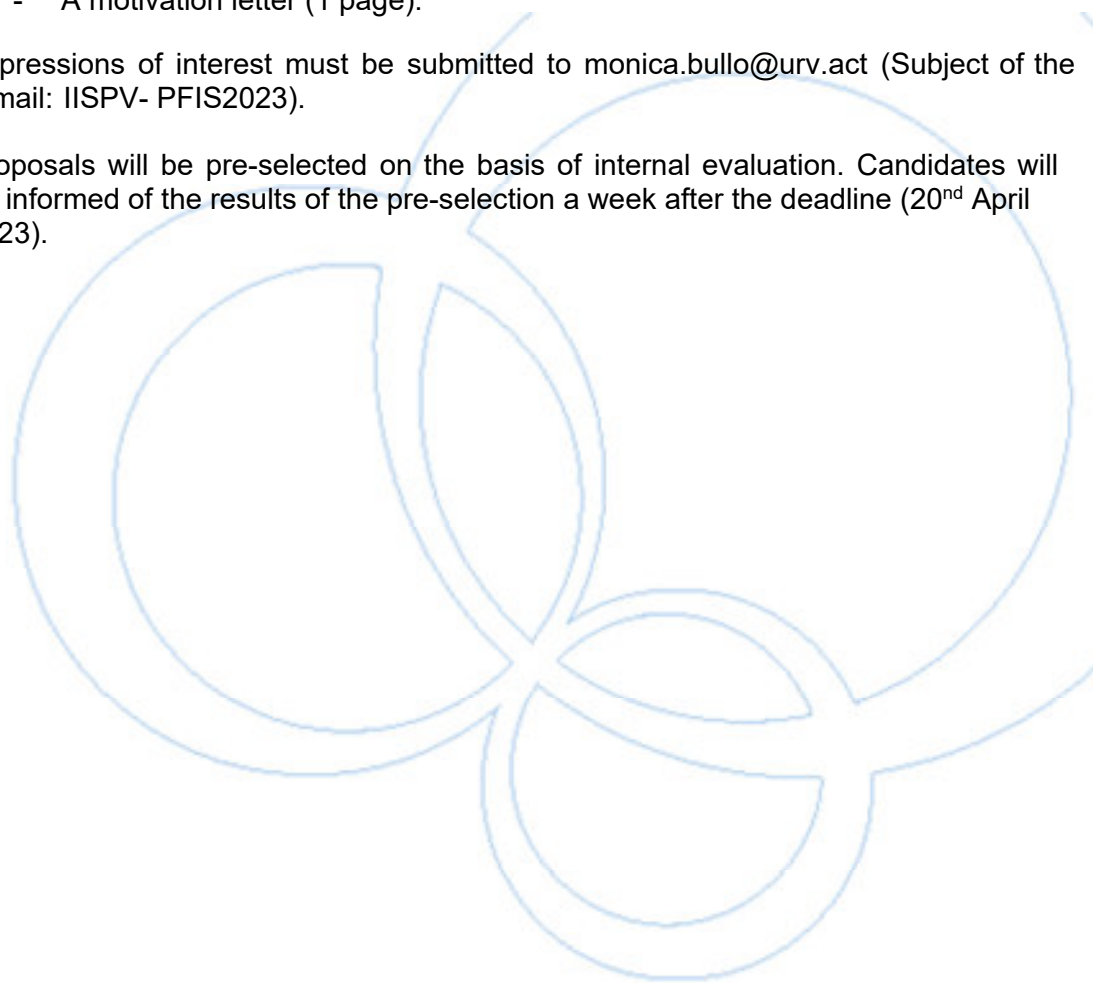 - A motivation letter (1 page).
pressions of interest must be submitted to monica.bullo@urv.act (Subject of the
mail: IISPV- PFIS2023).
oposals will be pre-selected on the basis of internal evaluation. Candidates will
informed of the results of the pre-selection a week after the deadline (20nd April
23).